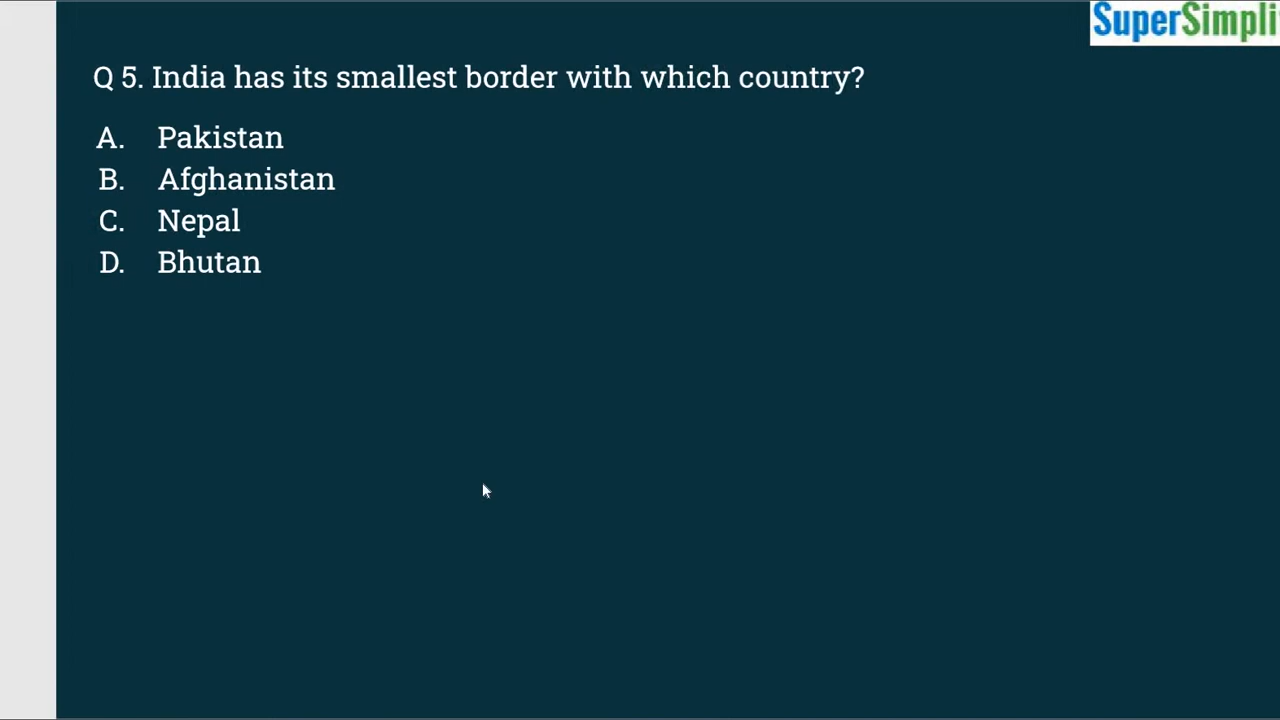 SuperSimpli
Q 5. India has its smallest border with which country?
A. Pakistan
B. Afghanistan
C. Nepal
D. Bhutan